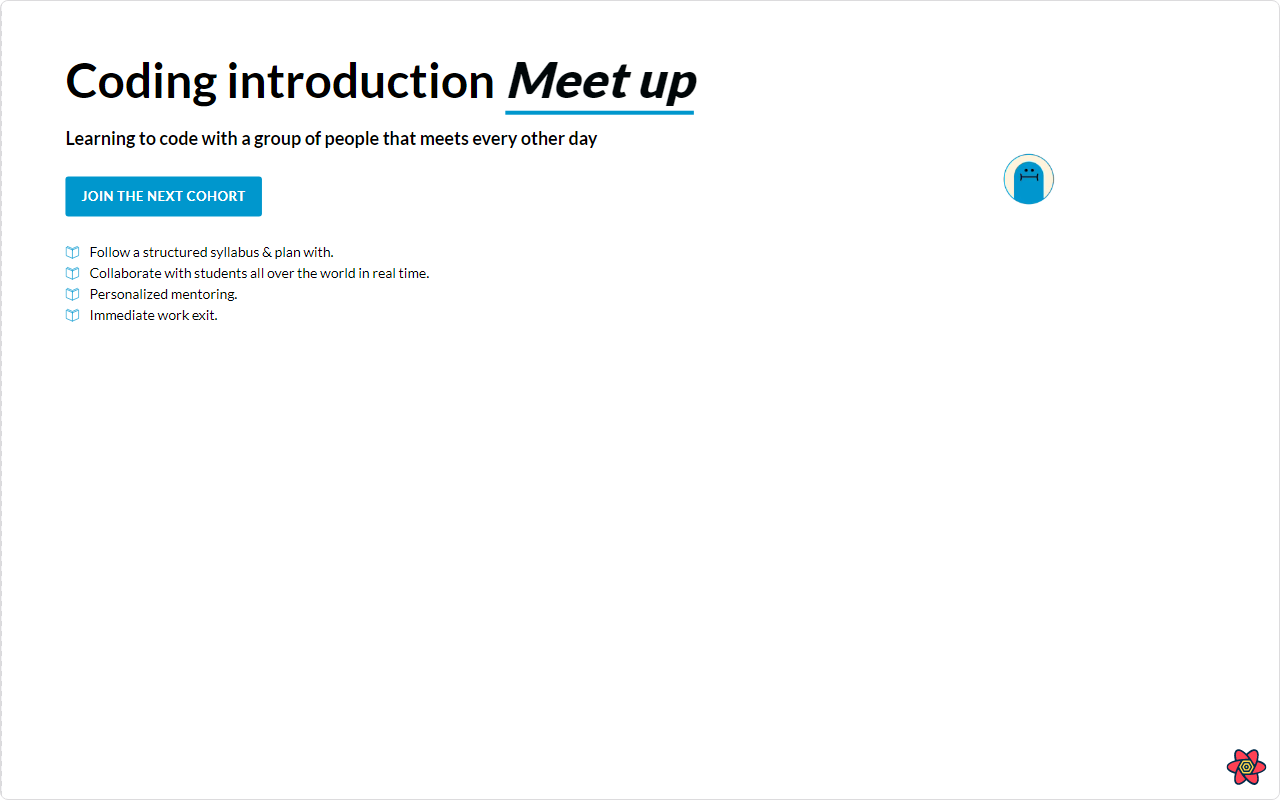 Coding introduction Meet up
Learning to code with a group of people that meets every other day
JOIN THE NEXT COHORT
Follow a structured syllabus & plan with.
Collaborate with students all over the world in real time.
Personalized mentoring.
Immediate work exit.